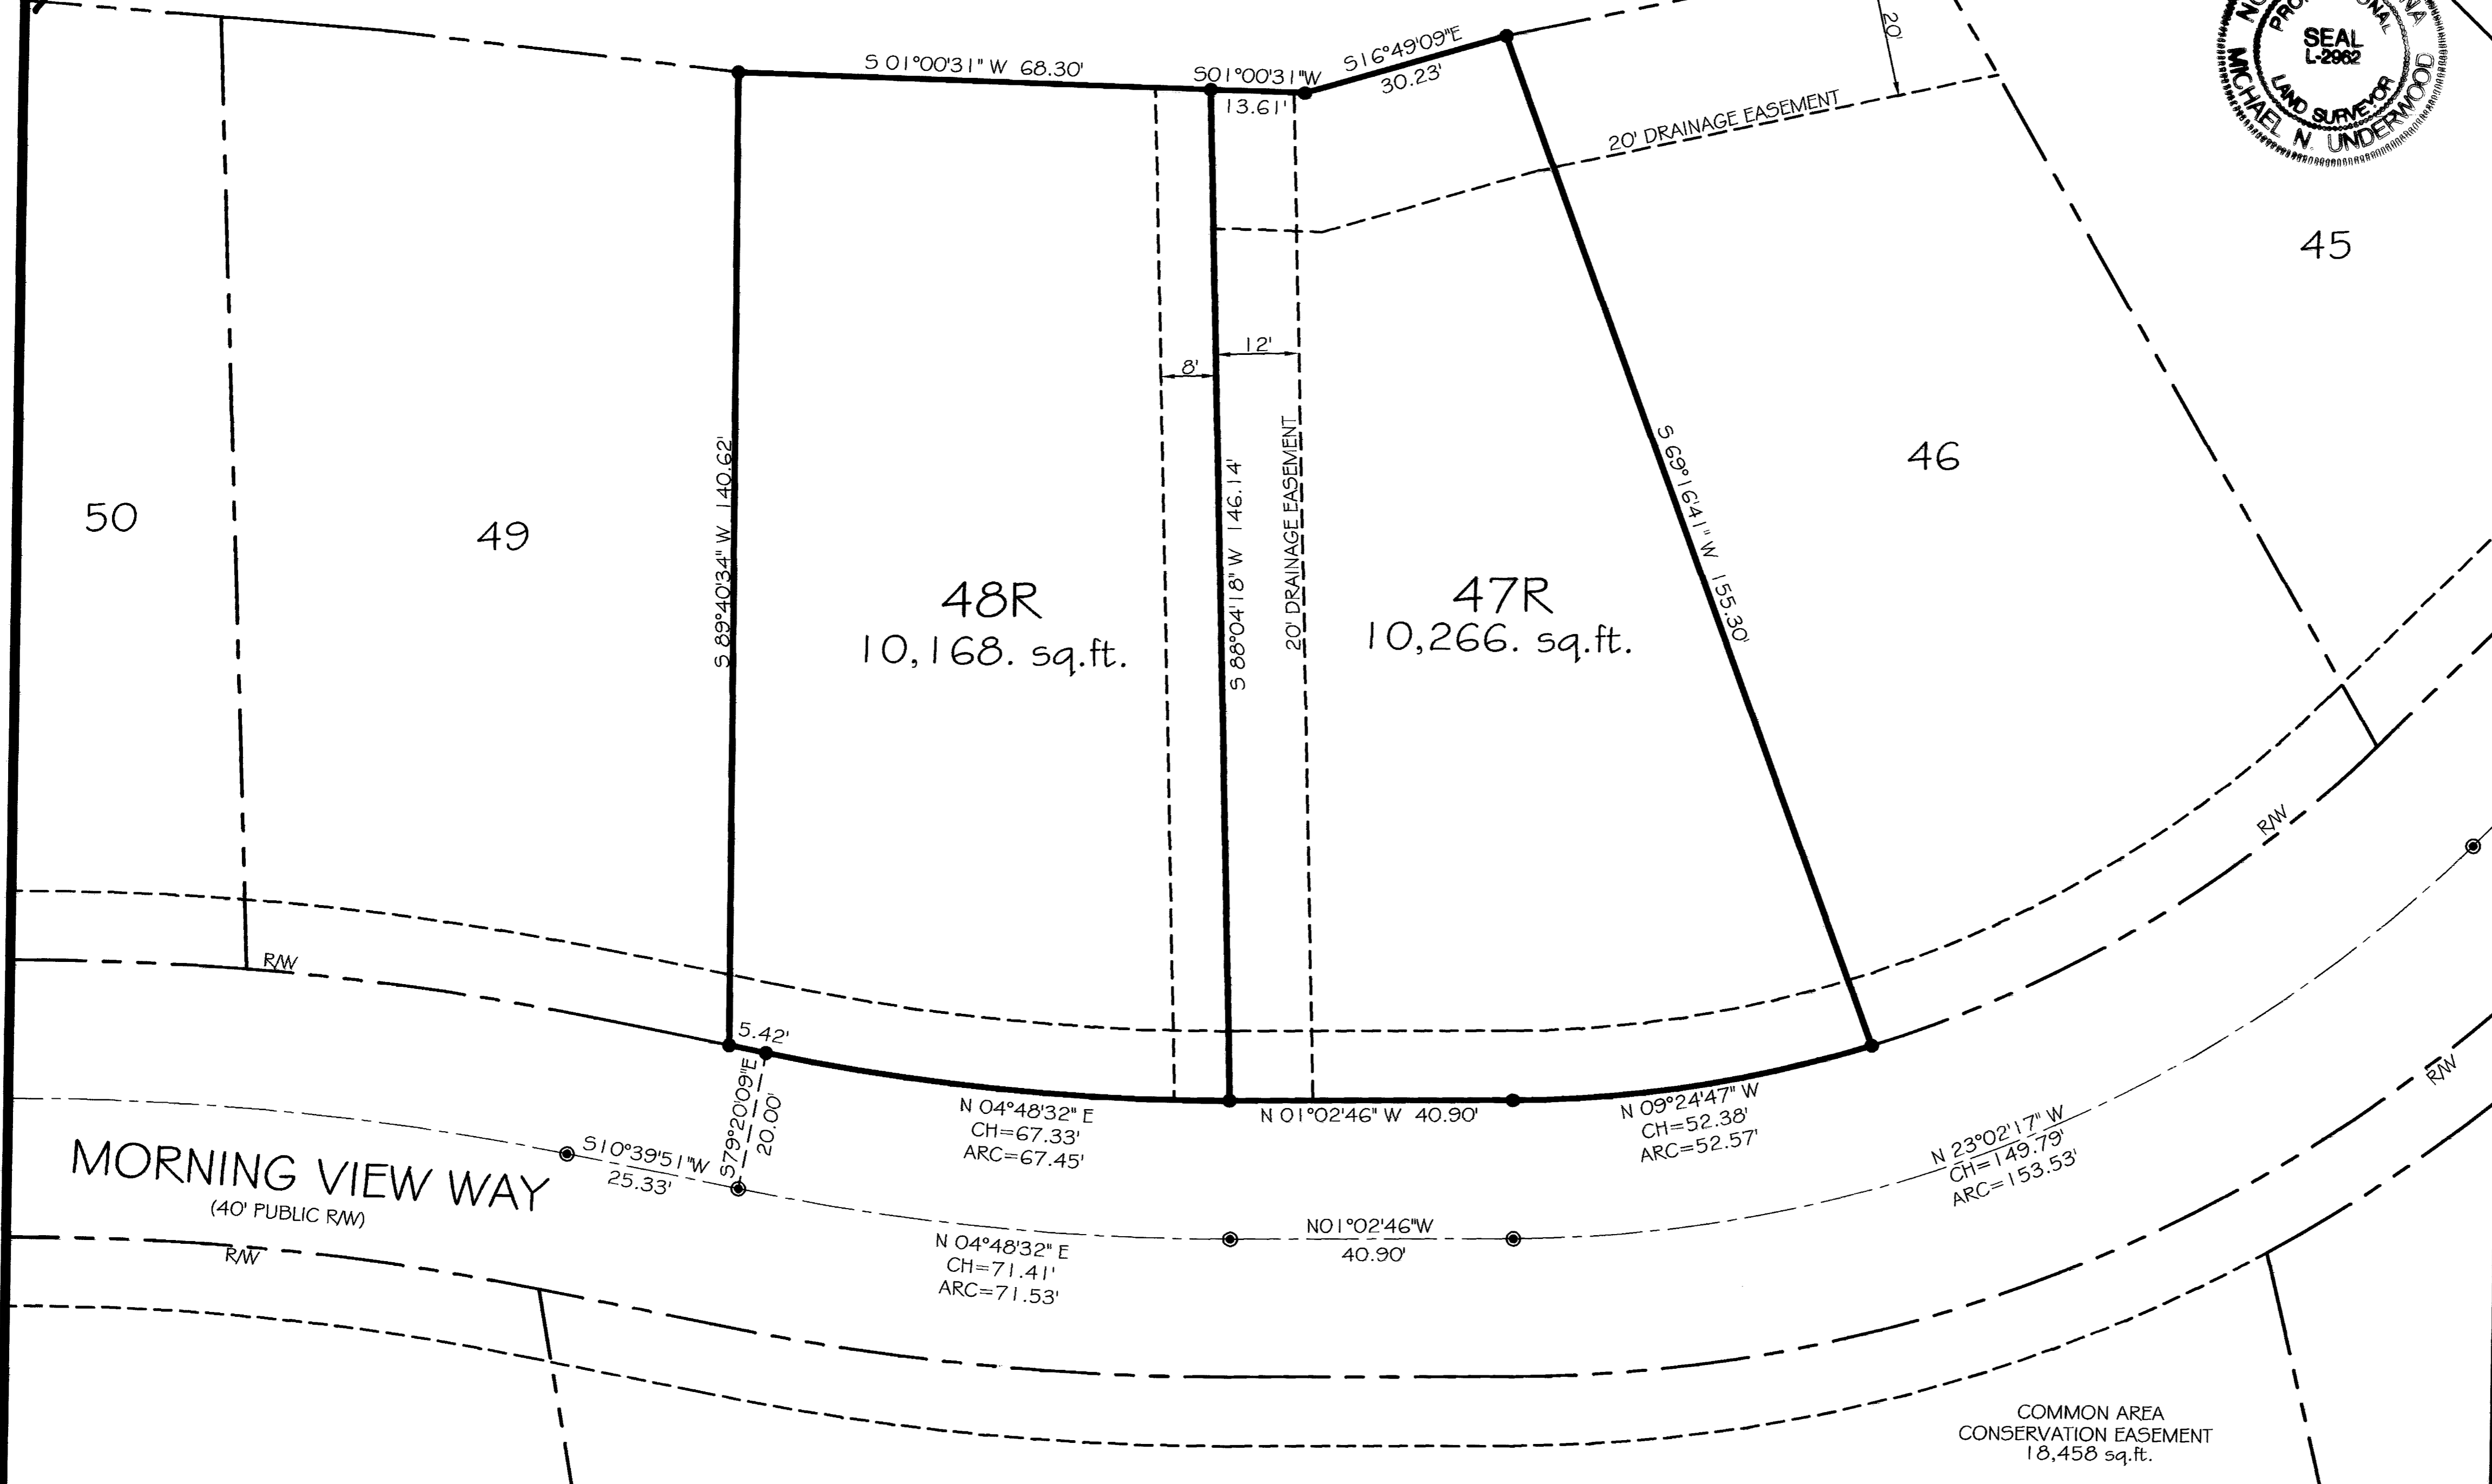 S 01°00'31" W 68.30'
S01°00'31"W
13.61'
S16°49'09"E
30.23'
20'
20' DRAINAGE EASEMENT
SEAL
L-2962
LAND SURVEYOR
MICHAEL N. UNDERWOOD
45
46
50
49
S 89°40'34" W 140.62'
48R
10,168. sq.ft.
8'
12'
S 88°04'18" W 146.14'
20' DRAINAGE EASEMENT
47R
10,266. sq.ft.
S 69°16'41" W 155.30'
R/W
R/W
5.42'
S79°20'09"E
20.00'
N 04°48'32" E
CH=67.33'
ARC=67.45'
N 01°02'46" W 40.90'
N 09°24'47" W
CH=52.38'
ARC=52.57'
N 23°02'17" W
CH=149.79'
ARC=153.53'
R/W
MORNING VIEW WAY
(40' PUBLIC R/W)
S10°39'51"W
25.33'
R/W
N 04°48'32" E
CH=71.41'
ARC=71.53'
N01°02'46"W
40.90'
COMMON AREA
CONSERVATION EASEMENT
18,458 sq.ft.